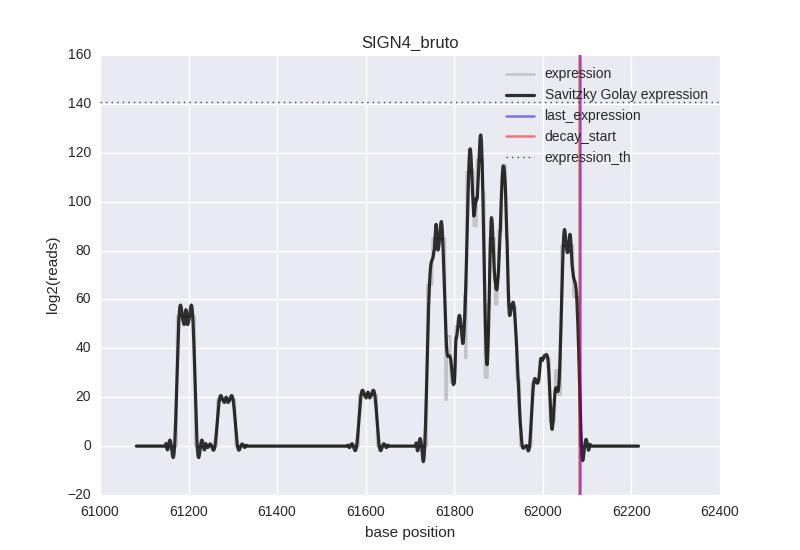 SIGN4_bruto
160
140
120
100
80
60
40
20
0
−20
log2(reads)
expression
Savitzky Golay expression
last_expression
decay_start
expression_th
61000 61200 61400 61600 61800 62000 62200 62400
base position